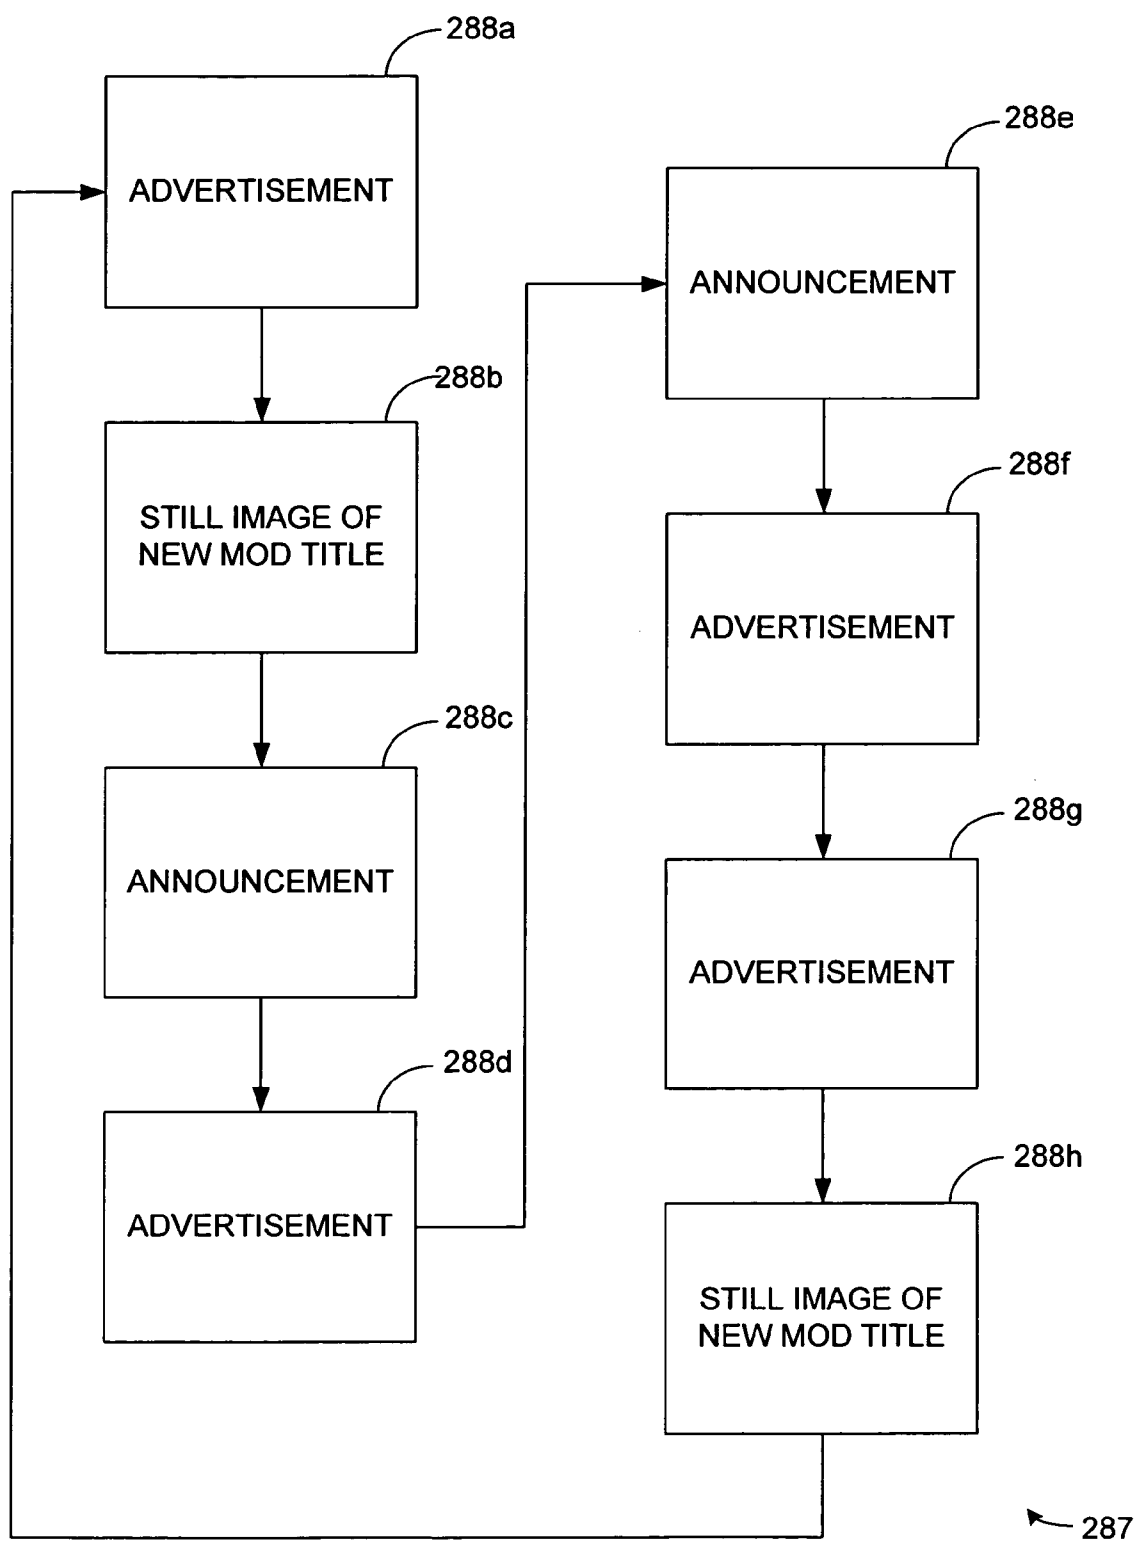 288a
ADVERTISEMENT
288b
STILL IMAGE OF
NEW MOD TITLE
288c
ANNOUNCEMENT
288d
ADVERTISEMENT
288e
ANNOUNCEMENT
288f
ADVERTISEMENT
288g
ADVERTISEMENT
288h
STILL IMAGE OF
NEW MOD TITLE
287